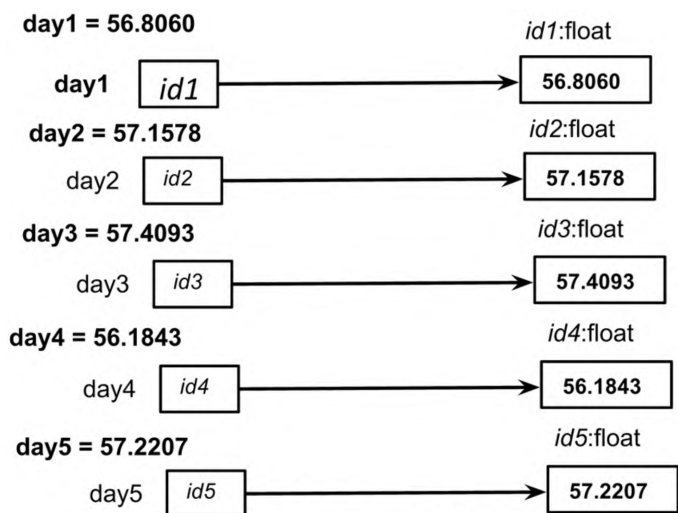 day1 = 56.8060
id1:float
day1 id1 56.8060
day2 = 57.1578
id2:float
day2 id2 57.1578
day3 = 57.4093
id3:float
day3 id3 57.4093
day4 = 56.1843
id4:float
day4 id4 56.1843
day5 = 57.2207
id5:float
day5 id5 57.2207